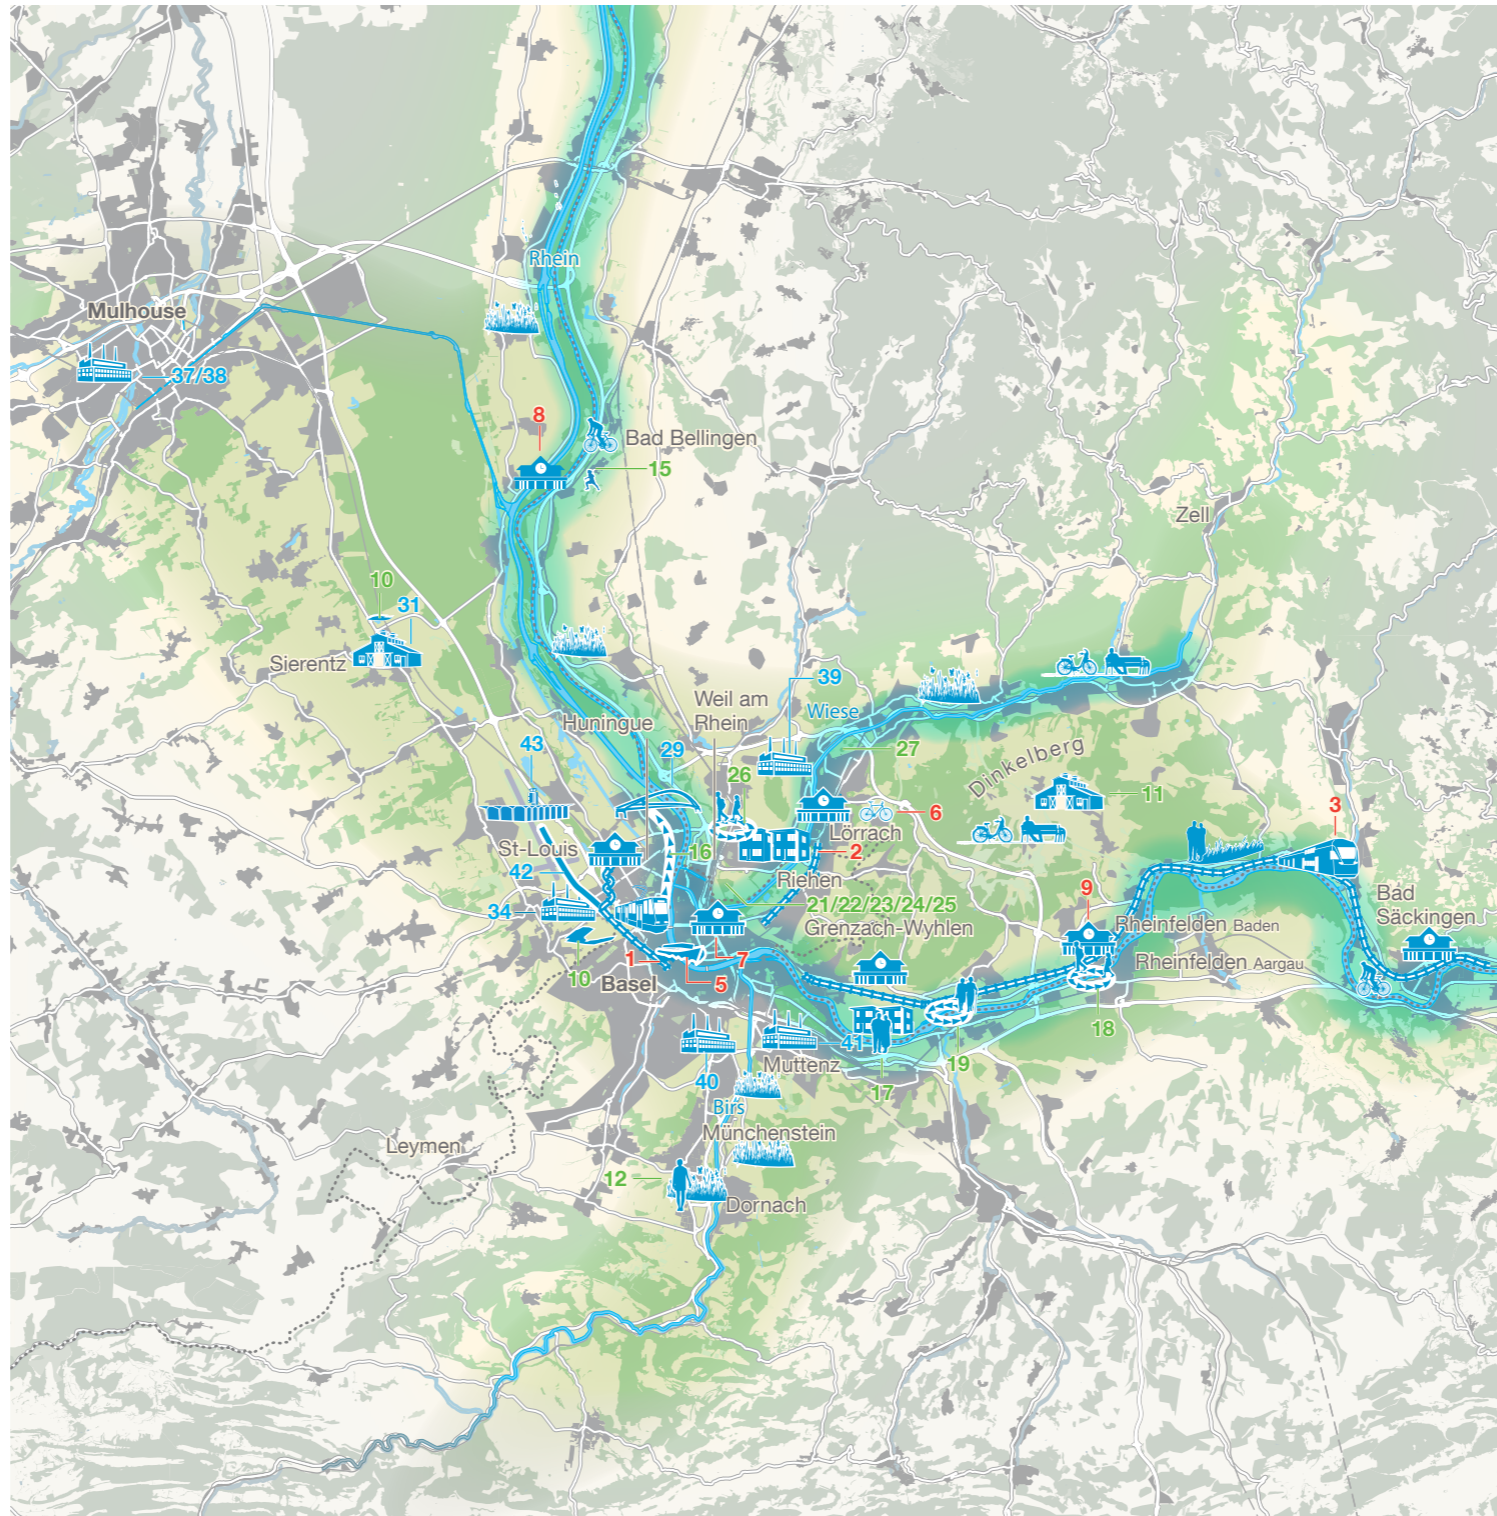 Rhein
Mulhouse
37/38
8
Bad Bellingen
15
Zell
10
31
Sierentz
39
Weil am
Rhein
Wiese
Huningue
43
29
27
26
Dinkelberg
11
6
3
Lörrach
St-Louis
16
2
42
Rienen
9
Bad
Säckingen
34
21/22/23/24/25
Grenzach-Wyhlen
Rheinfelden Baden
1
7
Rheinfelden Aargau
10
Basel
5
18
41
19
Muttenz
40
17
Birs
Münchenstein
Leymen
12
Dornach